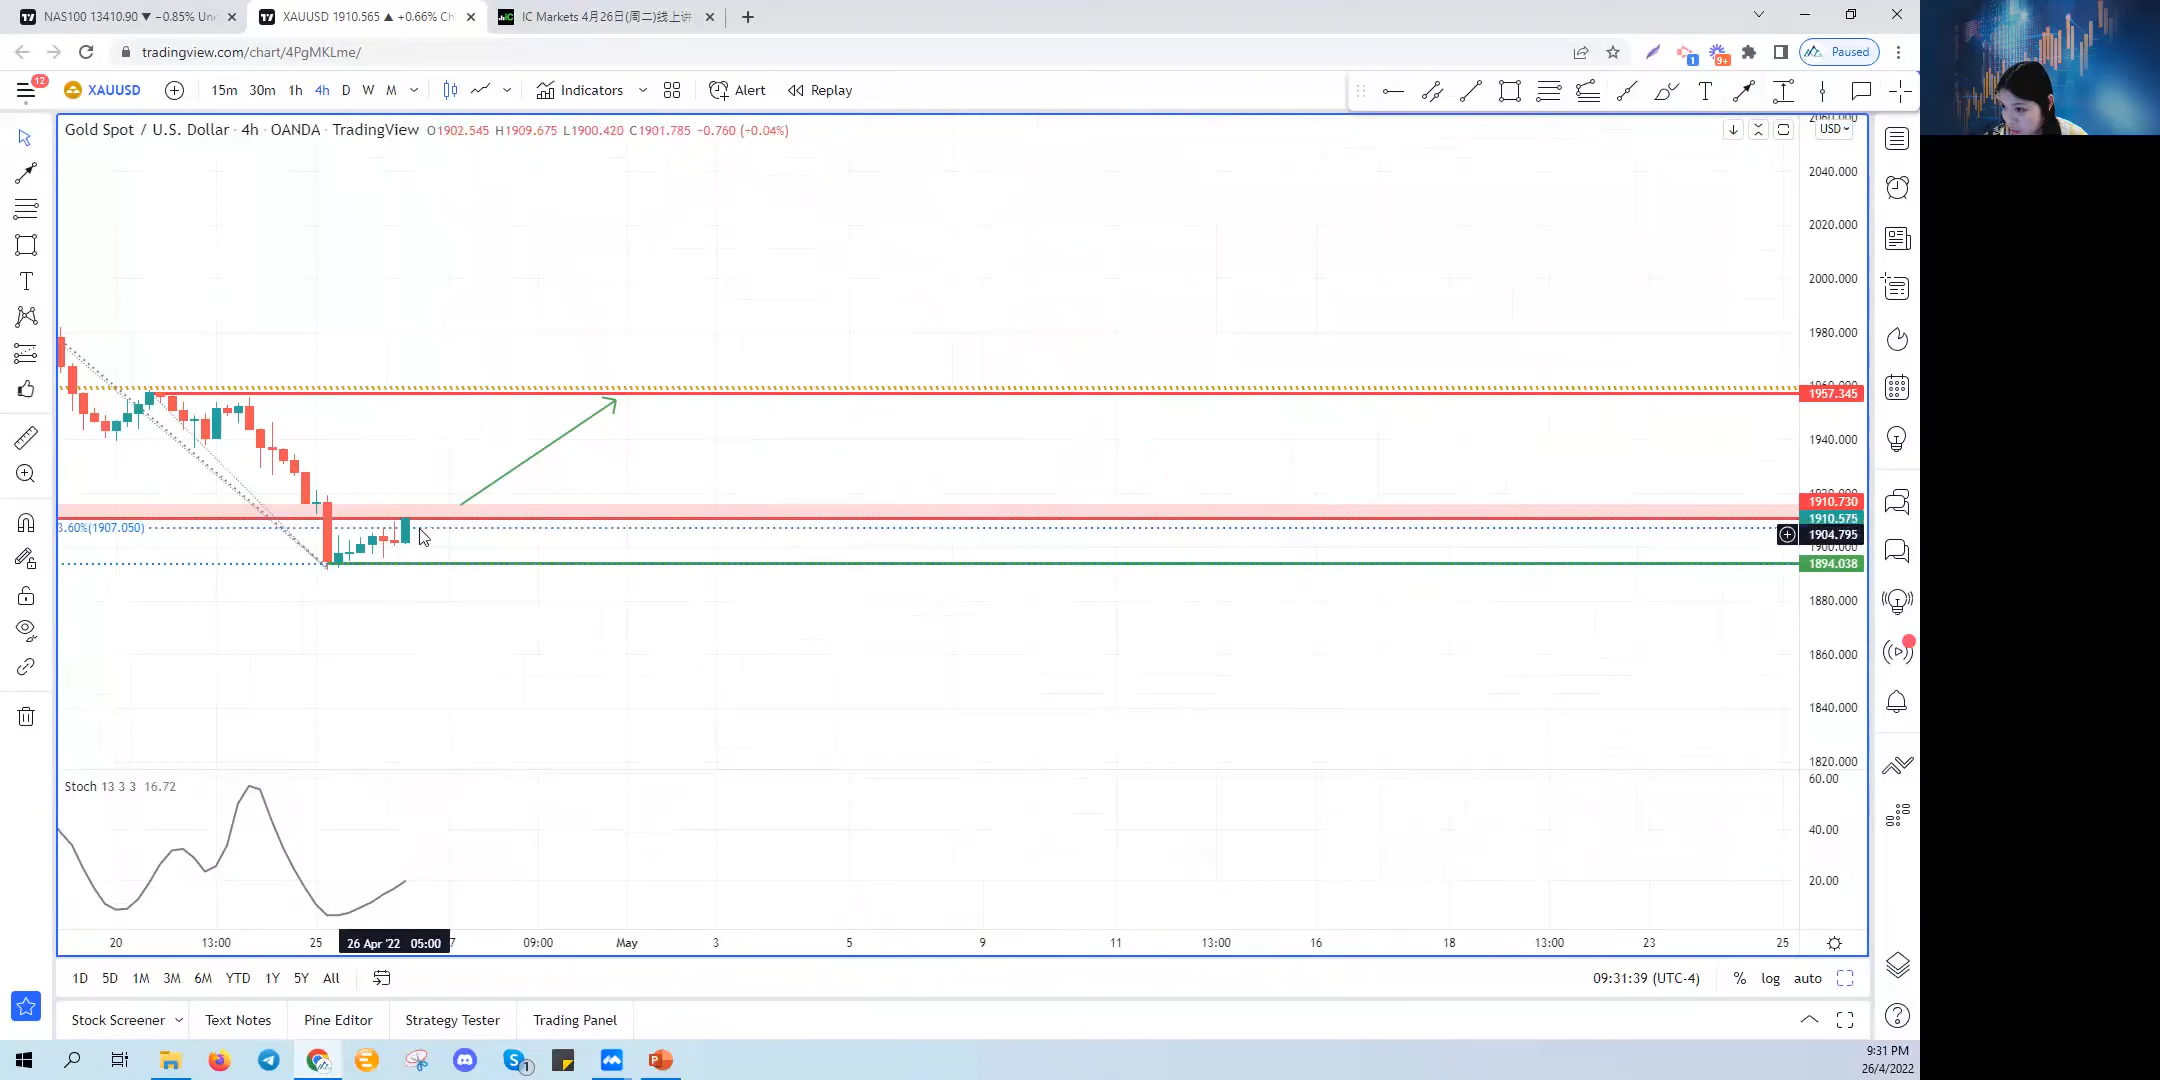 NAS100 13410.90 ▼ −0.85% Un
XAUUSD 1910.565 ▲ +0.66% Ch
IC Markets 4月26日(周二)线上讲
tradingview.com/chart/4PgMKLme/
1
9+
Paused
12
XAUUSD
15m 30m 1h 4h D W M
Indicators
Alert
Replay
Gold Spot / U.S. Dollar · 4h · OANDA · TradingView O1902.545 H1909.675 L1900.420 C1901.785 −0.760 (−0.04%)
USD
2040.000
2020.000
2000.000
1980.000
1957.345
1940.000
1910.730
1910.575
3.60%(1907.050)
1904.795
1900.000
1894.038
1880.000
1860.000
1840.000
1820.000
Stoch 13 3 3 16.72
60.00
40.00
20.00
20 13:00 25 26 Apr '22 05:00 7 09:00 May 3 5 9 11 13:00 16 18 13:00 23 25
1D 5D 1M 3M 6M YTD 1Y 5Y All
09:31:39 (UTC-4) % log auto
Stock Screener Text Notes Pine Editor Strategy Tester Trading Panel
1
9:31 PM
26/4/2022